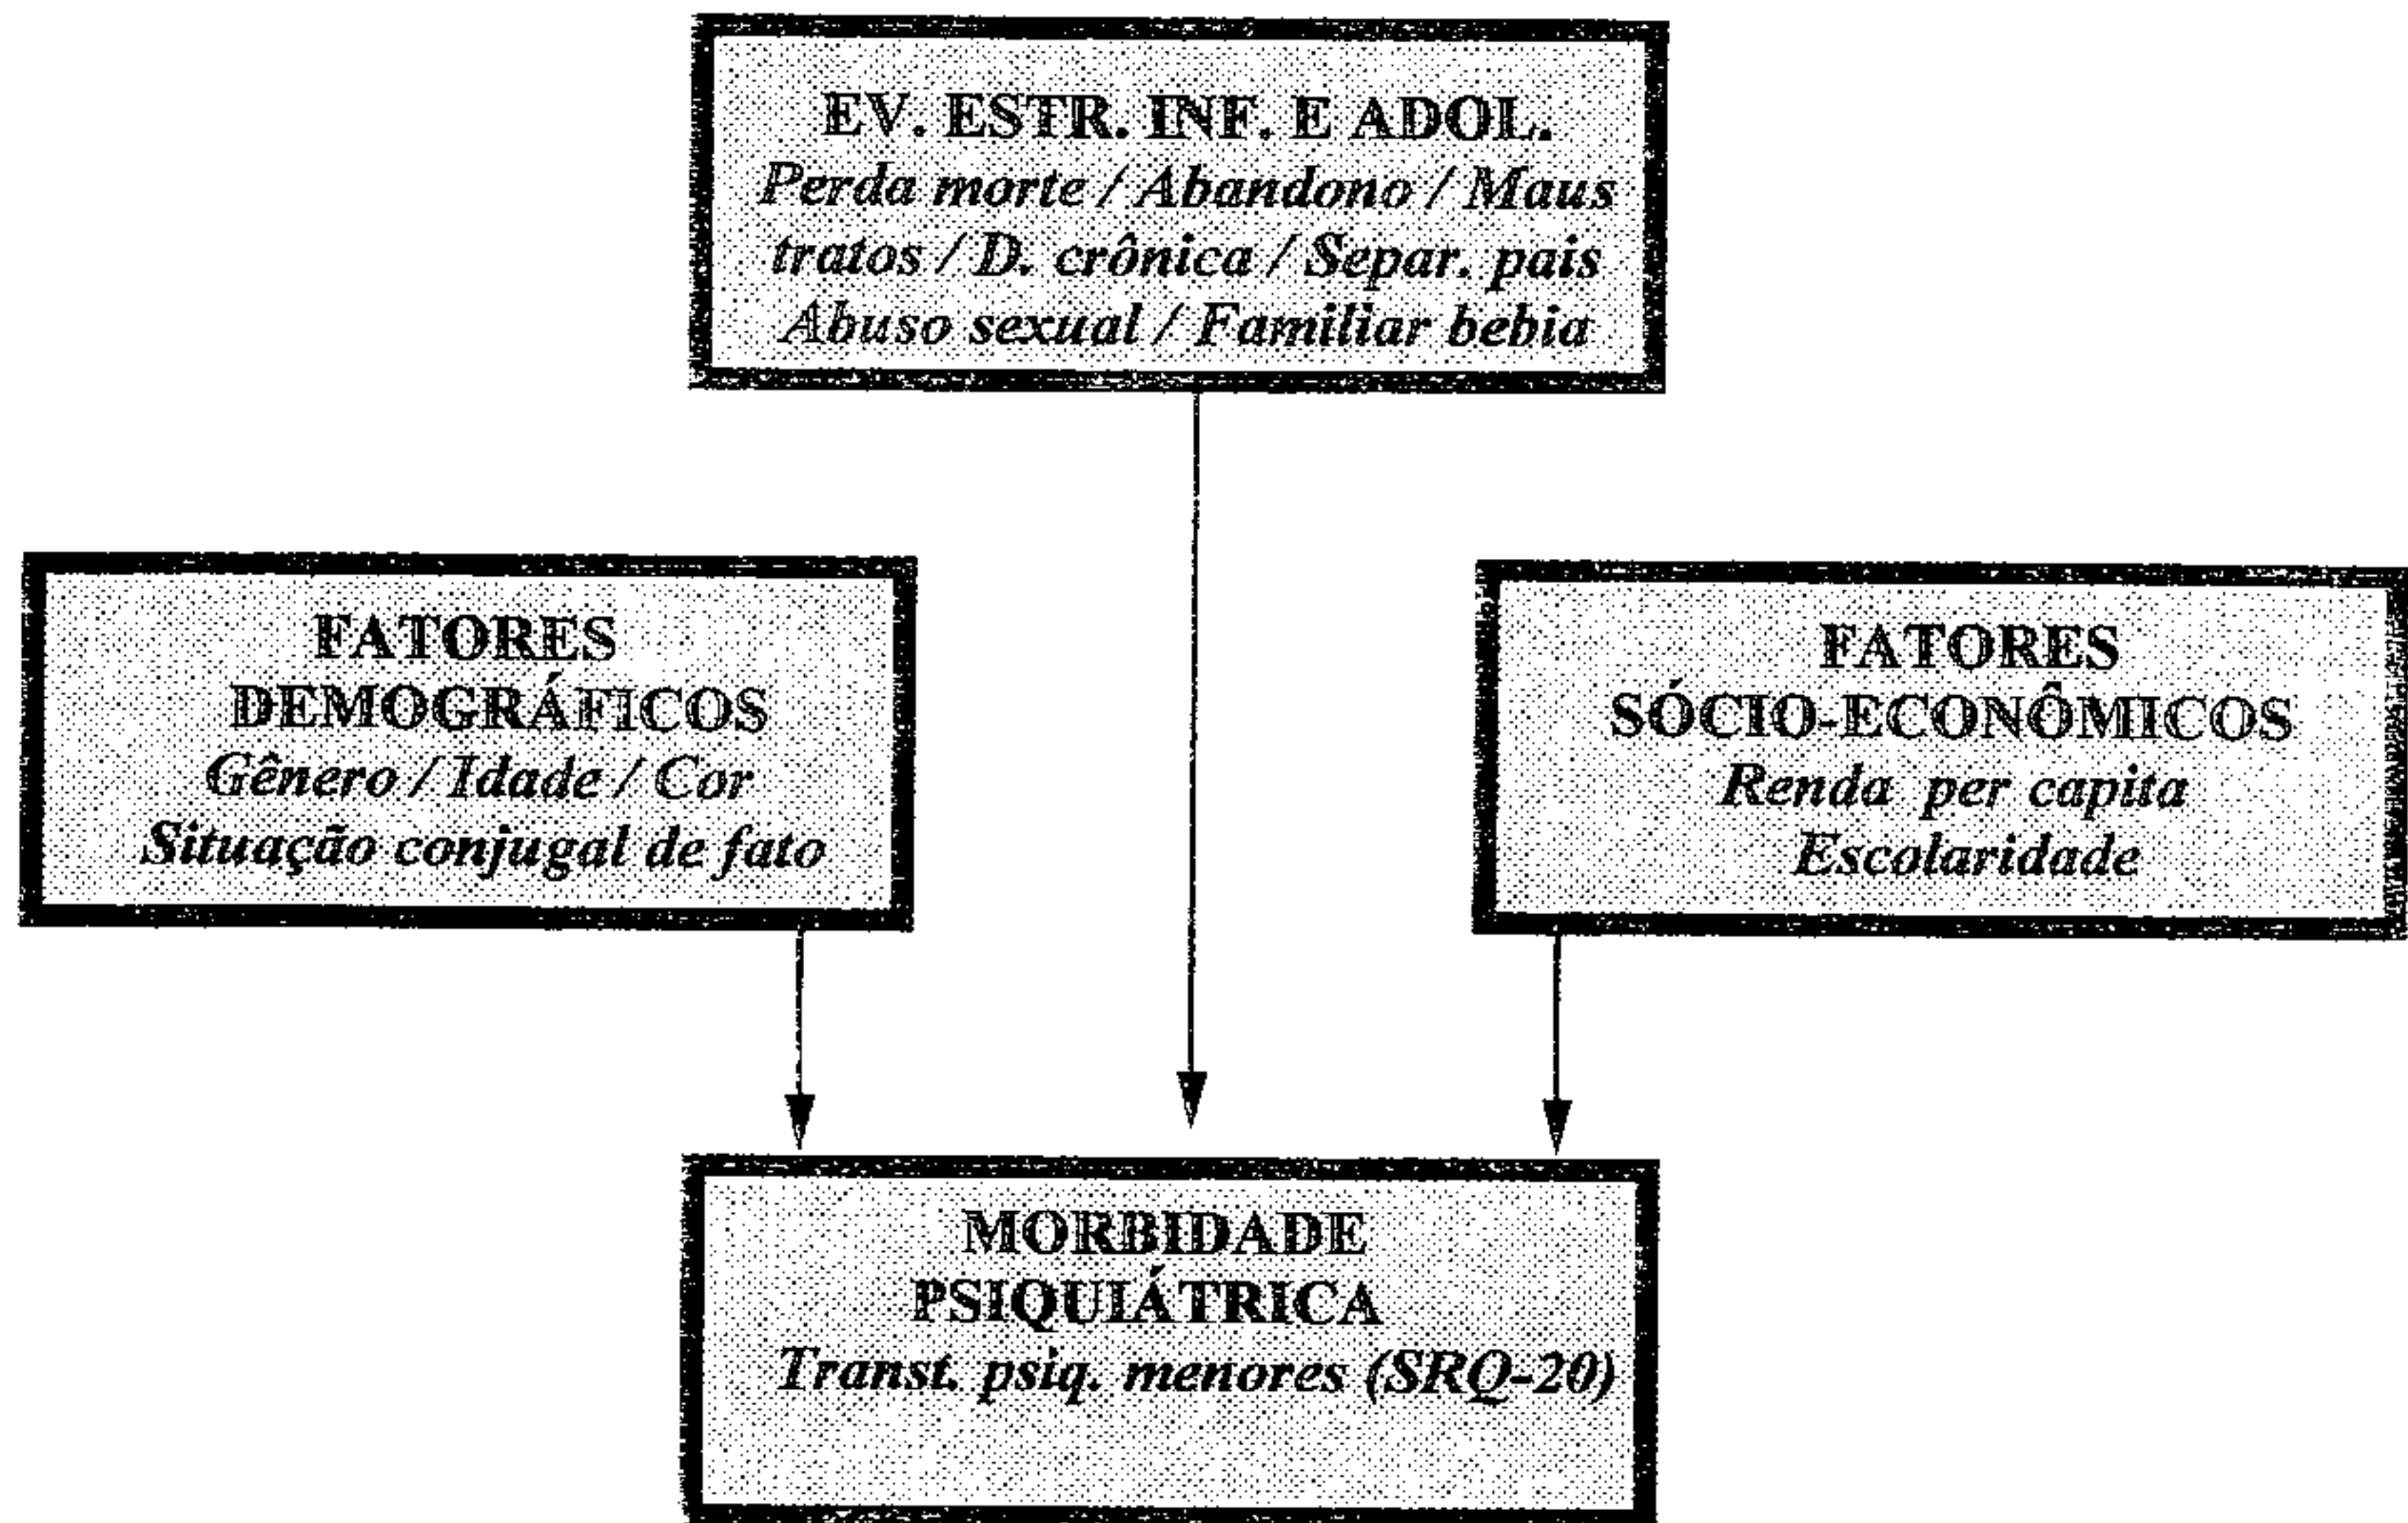 EV. ESTR. INF. E ADOL.
Perda morte / Abandono / Maus
tratos / D. crônica / Separ. pais
Abuso sexual / Familiar bebia
FATORES
DEMOGRÁFICOS
Gênero / Idade / Cor
Situação conjugal de fato
FATORES
SÓCIO-ECONÔMICOS
Renda per capita
Escolaridade
MORBIDADE
PSIQUIÁTRICA
Transt. psiq. menores (SRQ-20)